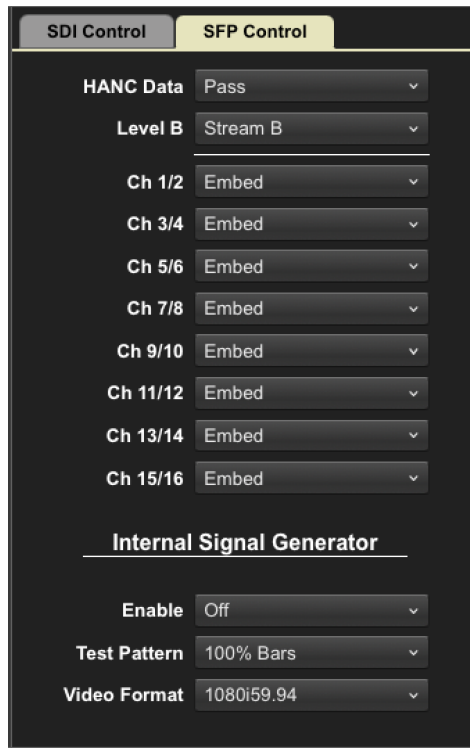 SDI Control SFP Control
HANC Data Pass
Level B Stream B
Ch 1/2 Embed
Ch 3/4 Embed
Ch 5/6 Embed
Ch 7/8 Embed
Ch 9/10 Embed
Ch 11/12 Embed
Ch 13/14 Embed
Ch 15/16 Embed
Internal Signal Generator
Enable Off
Test Pattern 100% Bars
Video Format 1080i59.94